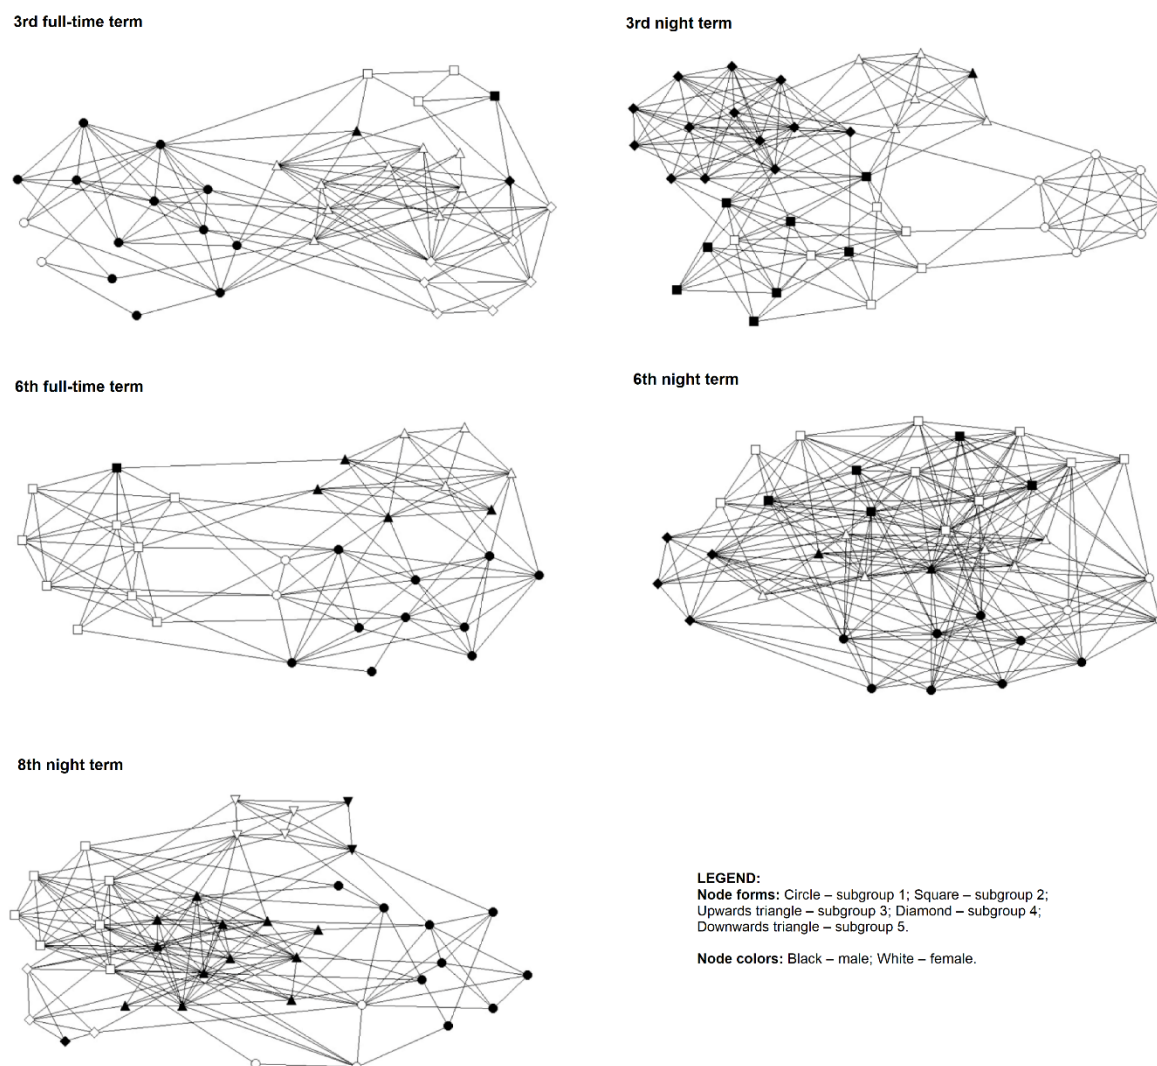 3rd full-time term
3rd night term
6th full-time term
6th night term
8th night term
LEGEND:
Node forms: Circle – subgroup 1; Square – subgroup 2;
Upwards triangle – subgroup 3; Diamond – subgroup 4;
Downwards triangle – subgroup 5.
Node colors: Black – male; White – female.